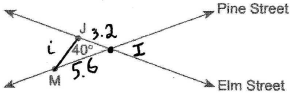 Pine Street
J 3.2
i 40° I
M 5.6
Elm Street